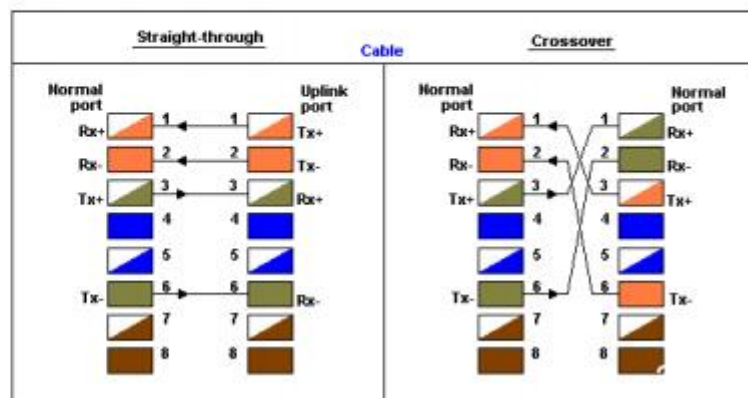 Straight-through
Cable
Crossover
Normal port
Uplink port
Rx+ 1 1 Tx+
Rx- 2 2 Tx-
Tx+ 3 3 Rx+
4 4
5 5
Tx- 6 6 Rx-
7 7
8 8
Normal port
Normal port
Rx+ 1 1 Rx+
Rx- 2 2 Rx-
Tx+ 3 3 Tx+
4 4
5 5
Tx- 6 6 Tx-
7 7
8 8